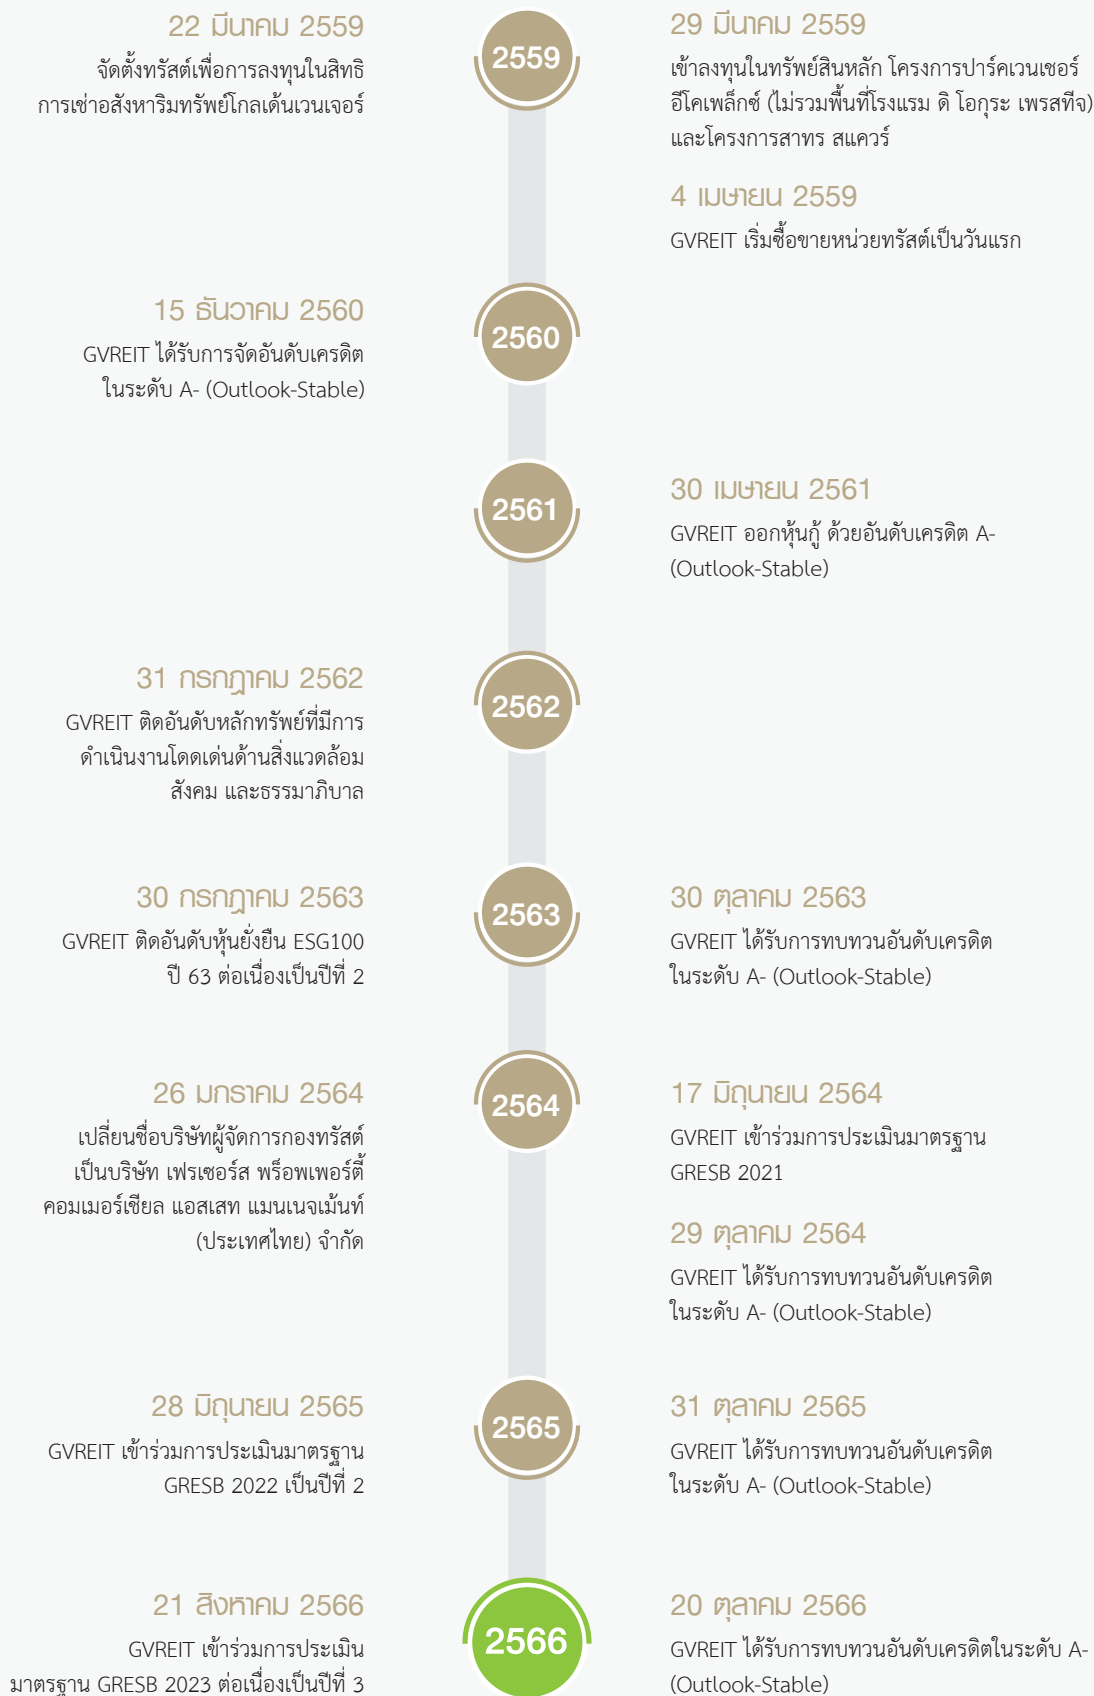 22 มีนาคม 2559
จัดตั้งทรัสต์เพื่อการลงทุนในสิทธิ
การเช่าอสังหาริมทรัพย์โกลเด้นเวนเจอร์
2559
29 มีนาคม 2559
เข้าลงทุนในทรัพย์สินหลัก โครงการปาร์คเวนเชอร์
อีโคเพล็กซ์ (ไม่รวมพื้นที่โรงแรม ดิ โอกุระ เพรสทีจ)
และโครงการสาทร สแควร์
4 เมษายน 2559
GVREIT เริ่มซื้อขายหน่วยทรัสต์เป็นวันแรก
15 ธันวาคม 2560
GVREIT ได้รับการจัดอันดับเครดิต
ในระดับ A- (Outlook-Stable)
2560
2561
30 เมษายน 2561
GVREIT ออกหุ้นกู้ ด้วยอันดับเครดิต A-
(Outlook-Stable)
31 กรกฎาคม 2562
GVREIT ติดอันดับหลักทรัพย์ที่มีการ
ดำเนินงานโดดเด่นด้านสิ่งแวดล้อม
สังคม และธรรมาภิบาล
2562
30 กรกฎาคม 2563
GVREIT ติดอันดับหุ้นยั่งยืน ESG100
ปี 63 ต่อเนื่องเป็นปีที่ 2
2563
30 ตุลาคม 2563
GVREIT ได้รับการทบทวนอันดับเครดิต
ในระดับ A- (Outlook-Stable)
26 มกราคม 2564
เปลี่ยนชื่อบริษัทผู้จัดการกองทรัสต์
เป็นบริษัท เฟรเซอร์ส พร็อพเพอร์ตี้
คอมเมอร์เชียล แอสเสท แมนเนจเม้นท์
(ประเทศไทย) จำกัด
2564
17 มิถุนายน 2564
GVREIT เข้าร่วมการประเมินมาตรฐาน
GRESB 2021
29 ตุลาคม 2564
GVREIT ได้รับการทบทวนอันดับเครดิต
ในระดับ A- (Outlook-Stable)
28 มิถุนายน 2565
GVREIT เข้าร่วมการประเมินมาตรฐาน
GRESB 2022 เป็นปีที่ 2
2565
31 ตุลาคม 2565
GVREIT ได้รับการทบทวนอันดับเครดิต
ในระดับ A- (Outlook-Stable)
21 สิงหาคม 2566
GVREIT เข้าร่วมการประเมิน
มาตรฐาน GRESB 2023 ต่อเนื่องเป็นปีที่ 3
2566
20 ตุลาคม 2566
GVREIT ได้รับการทบทวนอันดับเครดิตในระดับ A-
(Outlook-Stable)